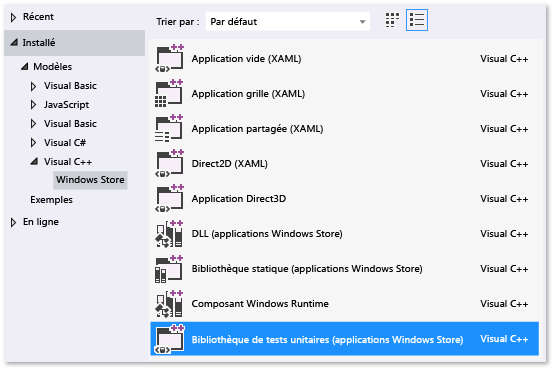 Récent
Trier par : Par défaut
Installé
Modèles
Visual Basic
JavaScript
Visual Basic
Visual C#
Visual C++
Windows Store
Exemples
En ligne
Application vide (XAML) Visual C++
Application grille (XAML) Visual C++
Application partagée (XAML) Visual C++
Direct2D (XAML) Visual C++
Application Direct3D Visual C++
DLL (applications Windows Store) Visual C++
Bibliothèque statique (applications Windows Store) Visual C++
Composant Windows Runtime Visual C++
Bibliothèque de tests unitaires (applications Windows Store) Visual C++